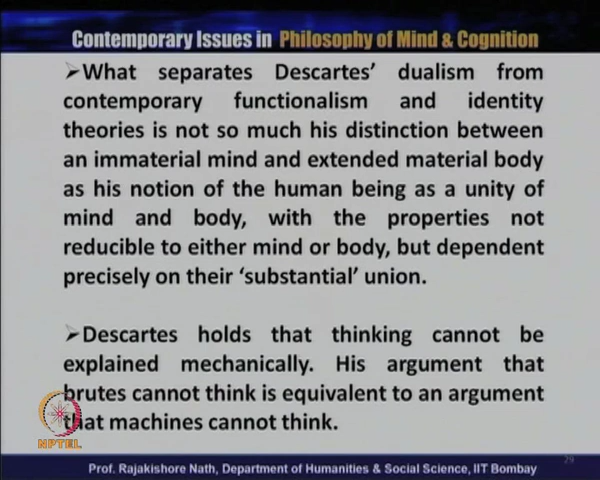 Contemporary Issues in Philosophy of Mind & Cognition
➤What separates Descartes' dualism from
contemporary functionalism and identity
theories is not so much his distinction between
an immaterial mind and extended material body
as his notion of the human being as a unity of
mind and body, with the properties not
reducible to either mind or body, but dependent
precisely on their 'substantial' union.
➤Descartes holds that thinking cannot be
explained mechanically. His argument that
brutes cannot think is equivalent to an argument
that machines cannot think.
NPTEL
29
Prof. Rajakishore Nath, Department of Humanities & Social Science, IIT Bombay